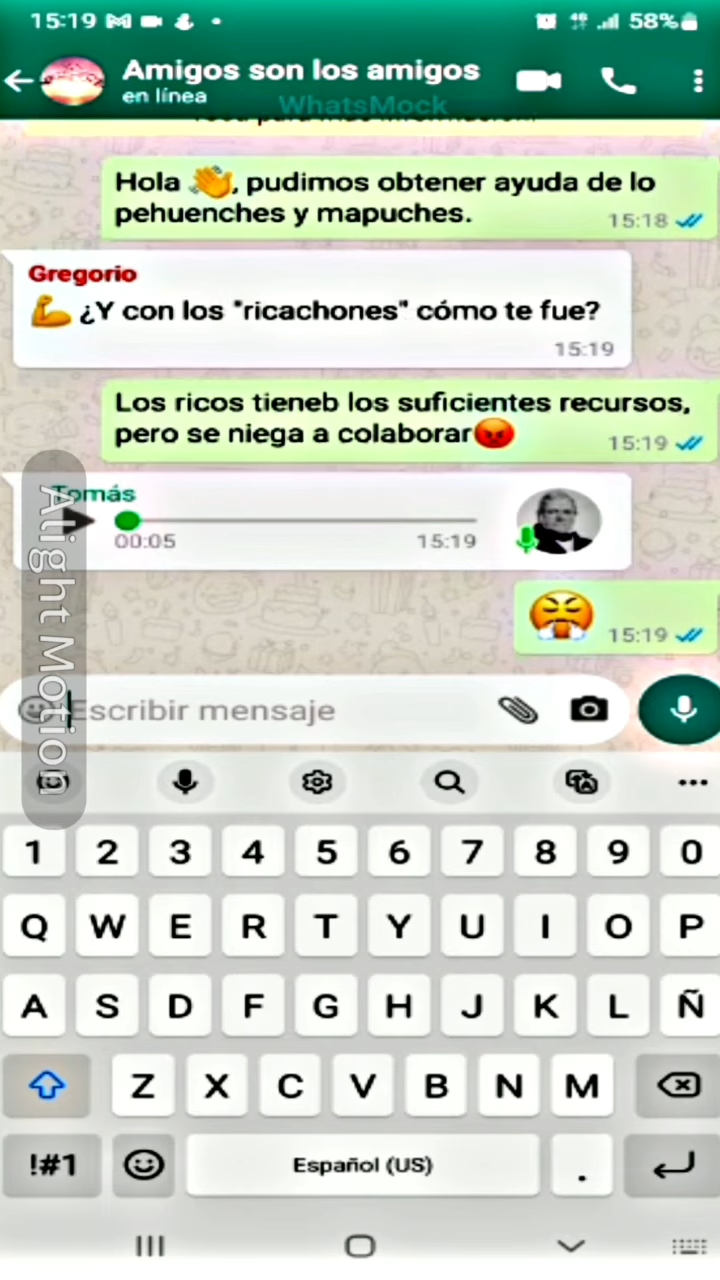 15:19
58%
Amigos son los amigos
en línea
WhatsMock
Hola 👋, pudimos obtener ayuda de lo
pehuenches y mapuches.
15:18
Gregorio
💪 ¿Y con los "ricachones" cómo te fue?
15:19
Los ricos tieneb los suficientes recursos,
pero se niega a colaborar😡
15:19
Tomás
00:05
15:19
😤
15:19
Alight Motion
Escribir mensaje
1 2 3 4 5 6 7 8 9 0
Q W E R T Y U I O P
A S D F G H J K L Ñ
Z X C V B N M
!#1
Español (US)
.